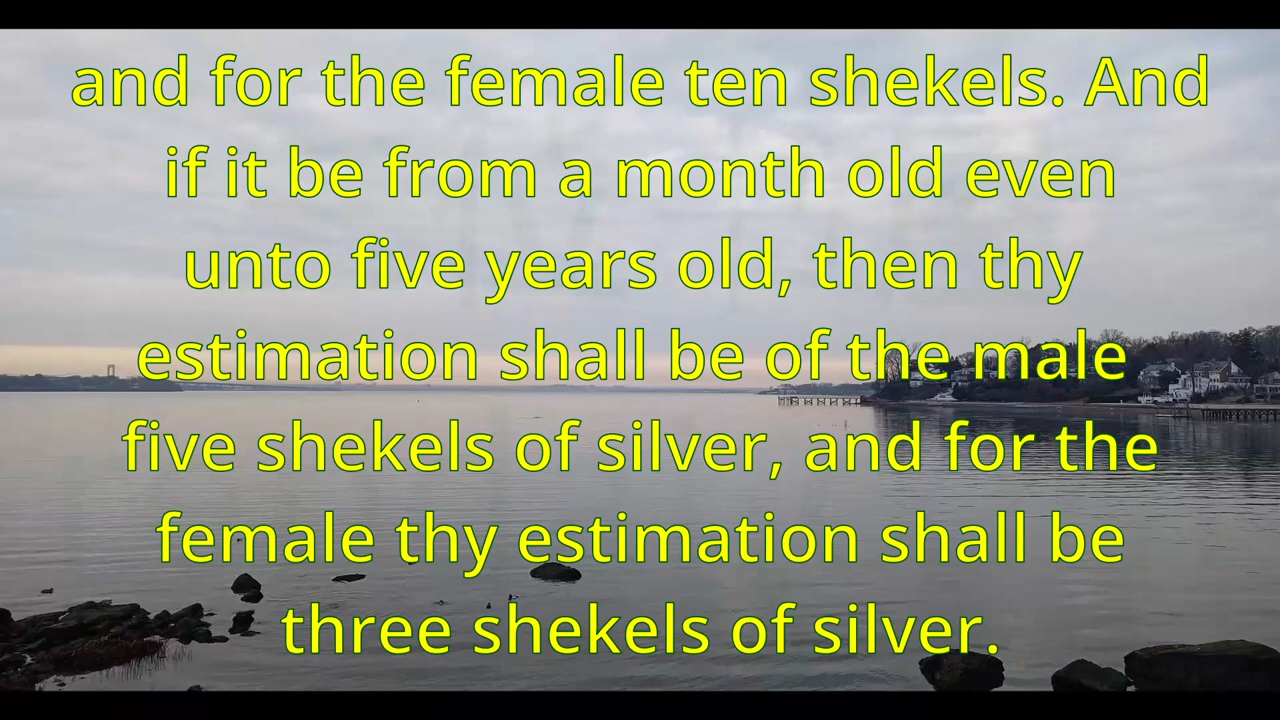 and for the female ten shekels. And
if it be from a month old even
unto five years old, then thy
estimation shall be of the male
five shekels of silver, and for the
female thy estimation shall be
three shekels of silver.